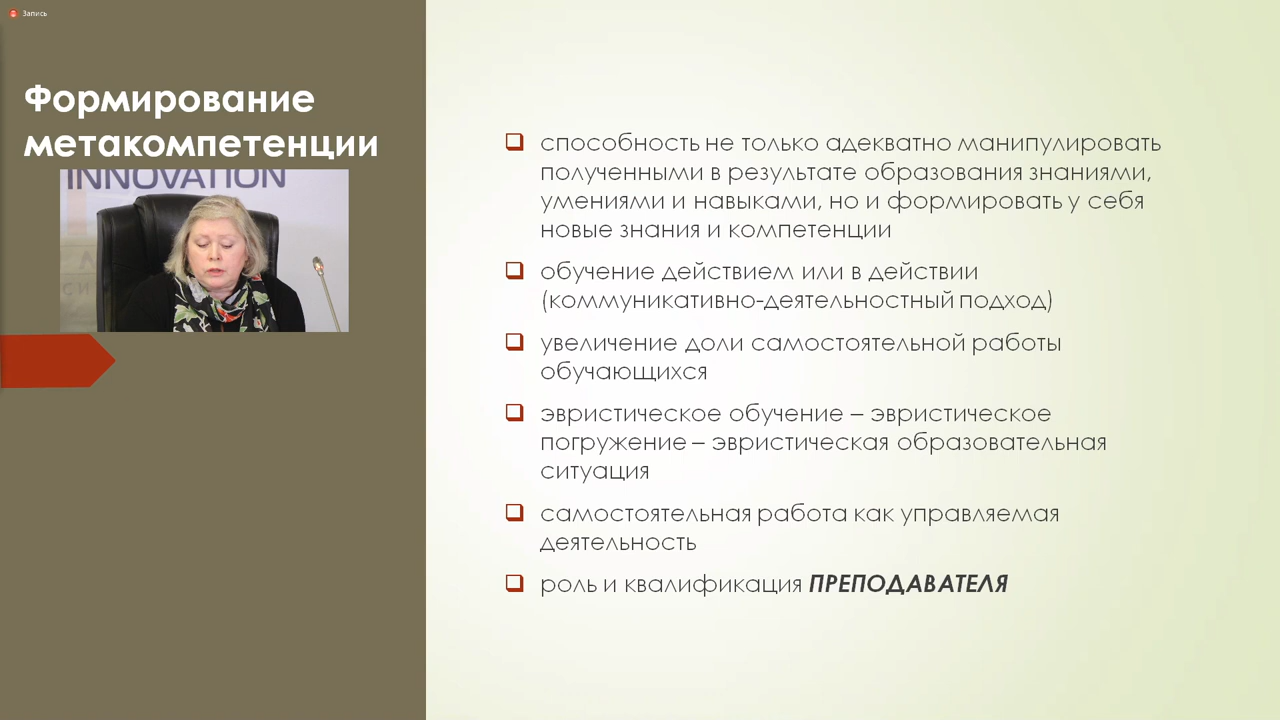 Запись
Формирование
метакомпетенции
INNOVATION
способность не только адекватно манипулировать
полученными в результате образования знаниями,
умениями и навыками, но и формировать у себя
новые знания и компетенции
обучение действием или в действии
(коммуникативно-деятельностный подход)
увеличение доли самостоятельной работы
обучающихся
эвристическое обучение – эвристическое
погружение – эвристическая образовательная
ситуация
самостоятельная работа как управляемая
деятельность
роль и квалификация ПРЕПОДАВАТЕЛЯ